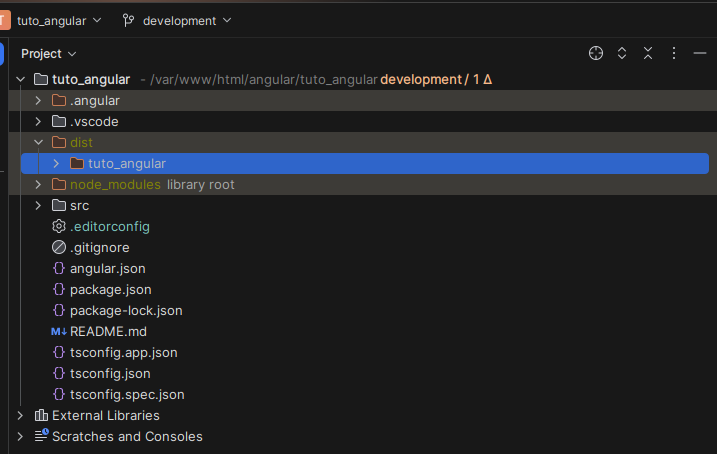 T tuto_angular development
Project
tuto_angular - /var/www/html/angular/tuto_angular development / 1 Δ
.angular
.vscode
dist
tuto_angular
node_modules library root
src
.editorconfig
.gitignore
{} angular.json
{} package.json
{} package-lock.json
M↓ README.md
{} tsconfig.app.json
{} tsconfig.json
{} tsconfig.spec.json
External Libraries
Scratches and Consoles